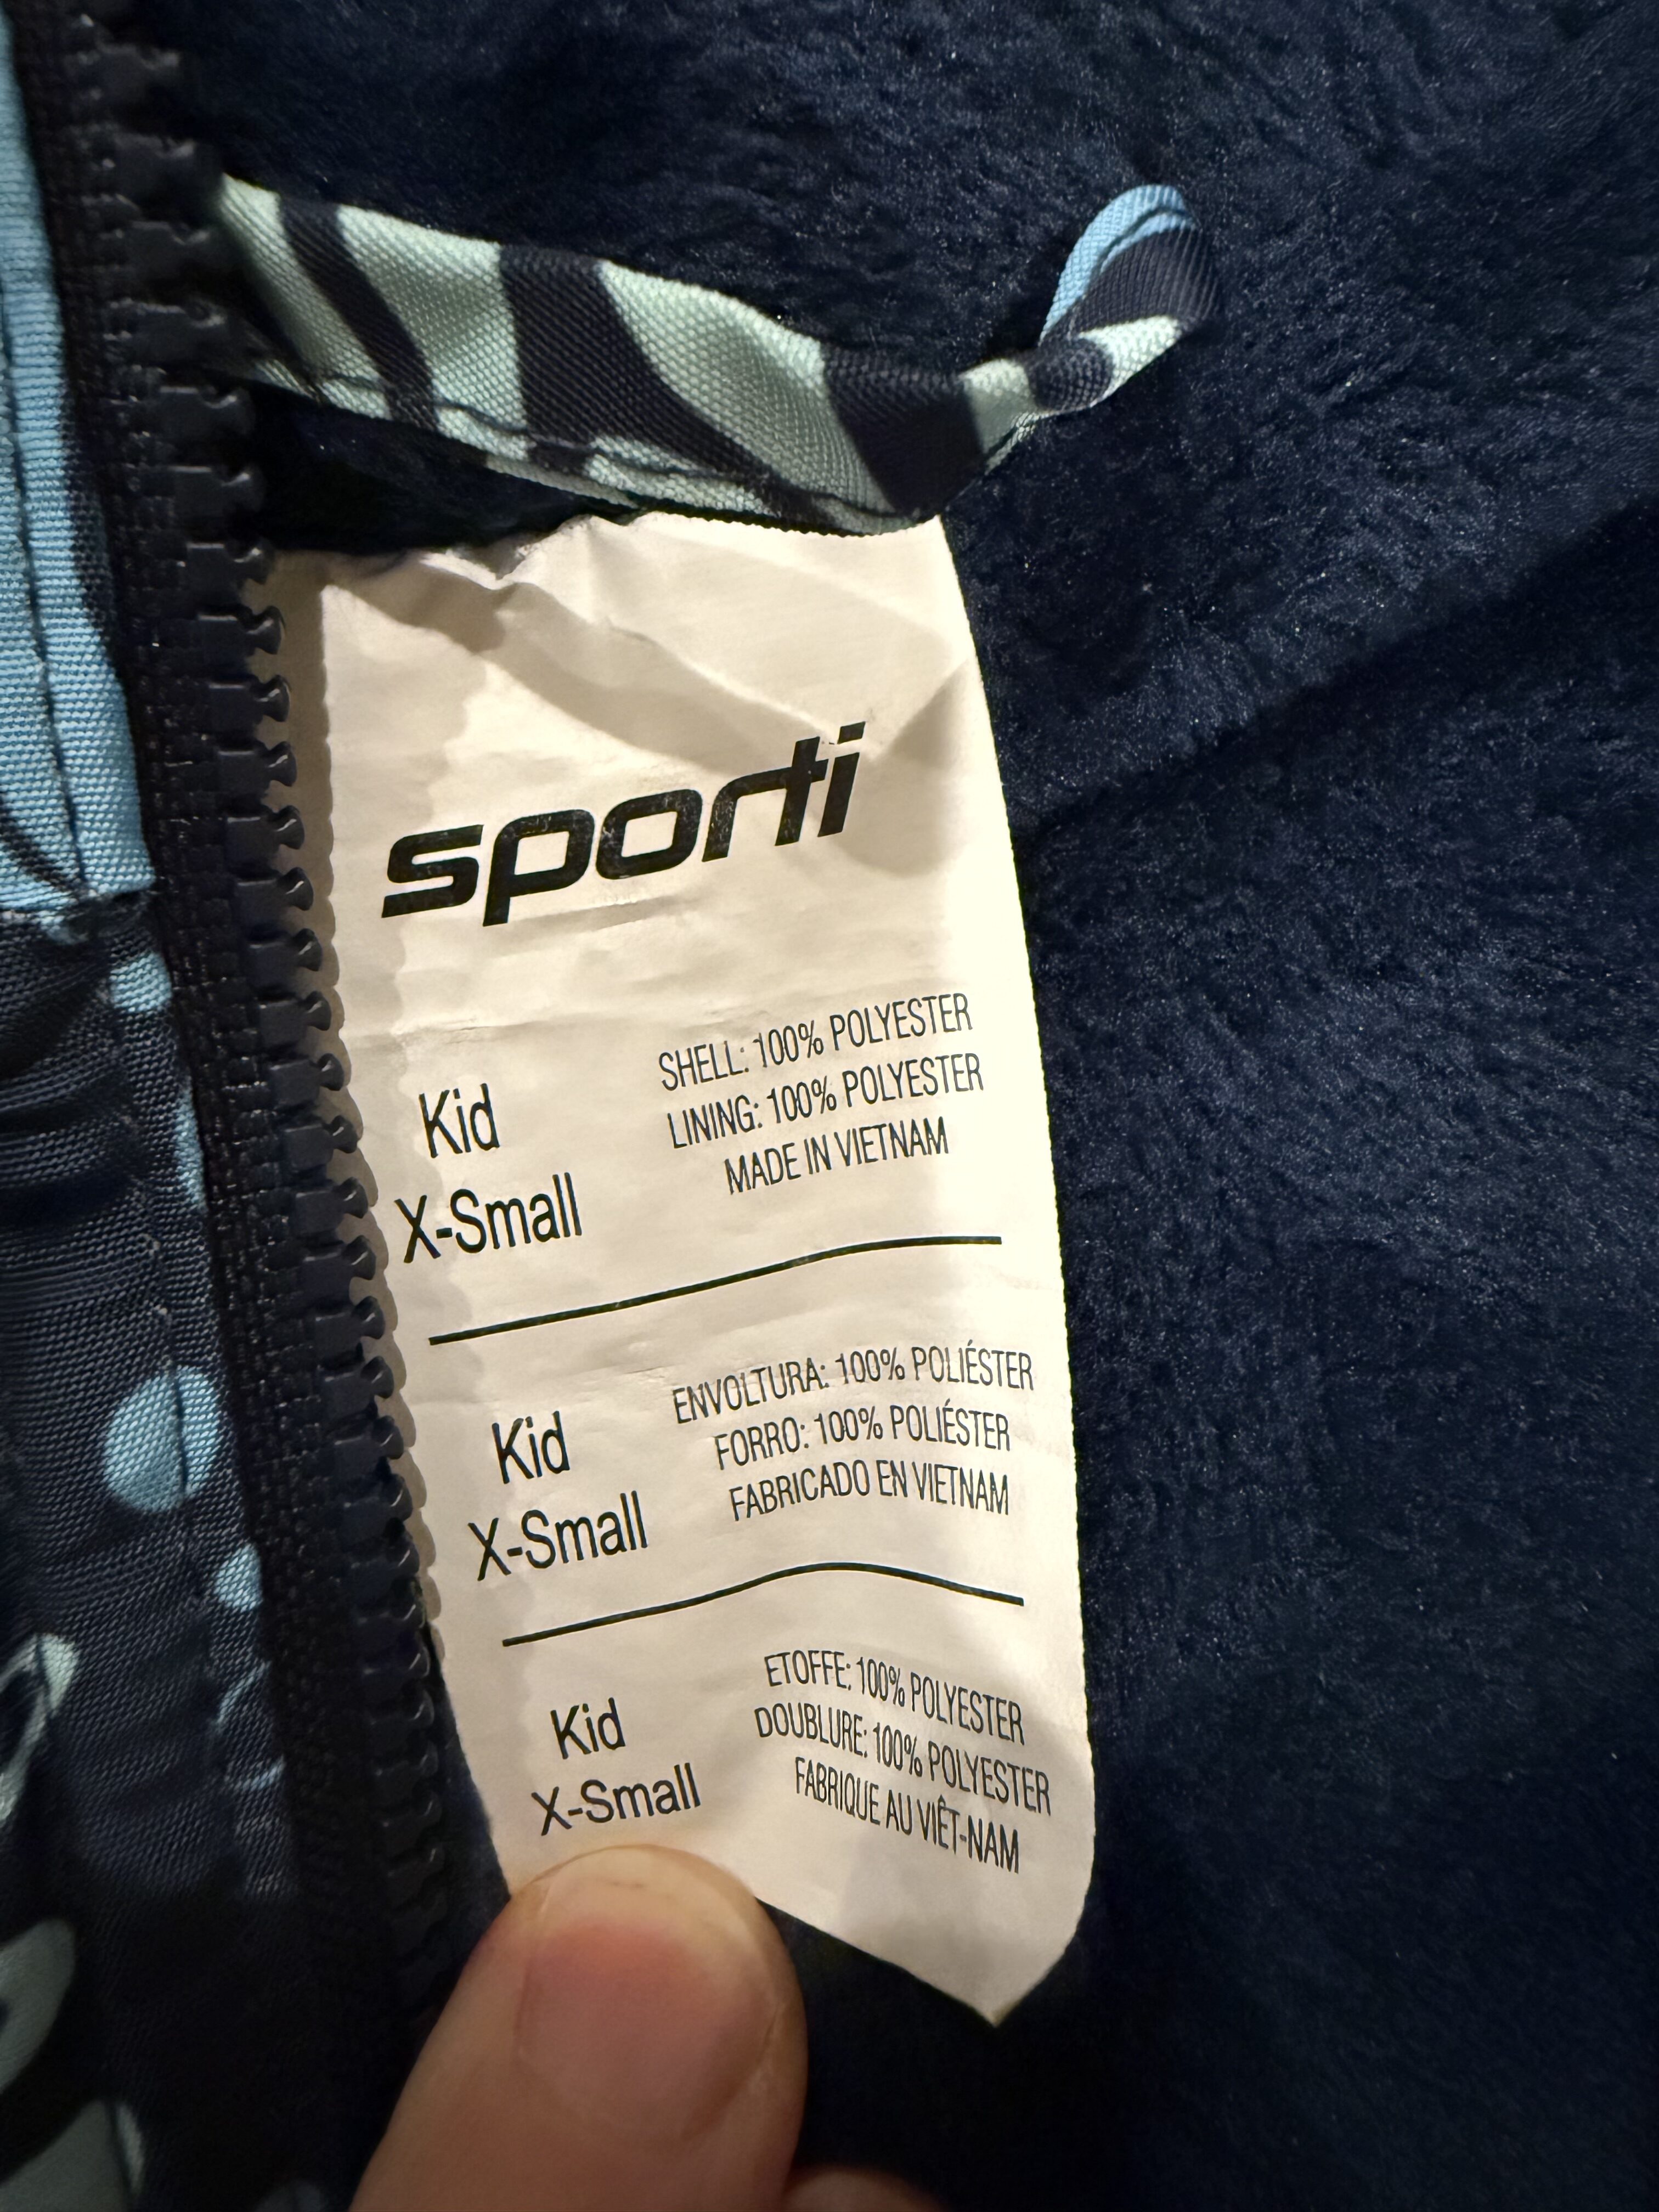 sporti
Kid
X-Small
SHELL: 100% POLYESTER
LINING: 100% POLYESTER
MADE IN VIETNAM
Kid
X-Small
ENVOLTURA: 100% POLIÉSTER
FORRO: 100% POLIÉSTER
FABRICADO EN VIETNAM
Kid
X-Small
ETOFFE: 100% POLYESTER
DOUBLURE: 100% POLYESTER
FABRIQUE AU VIÊT-NAM